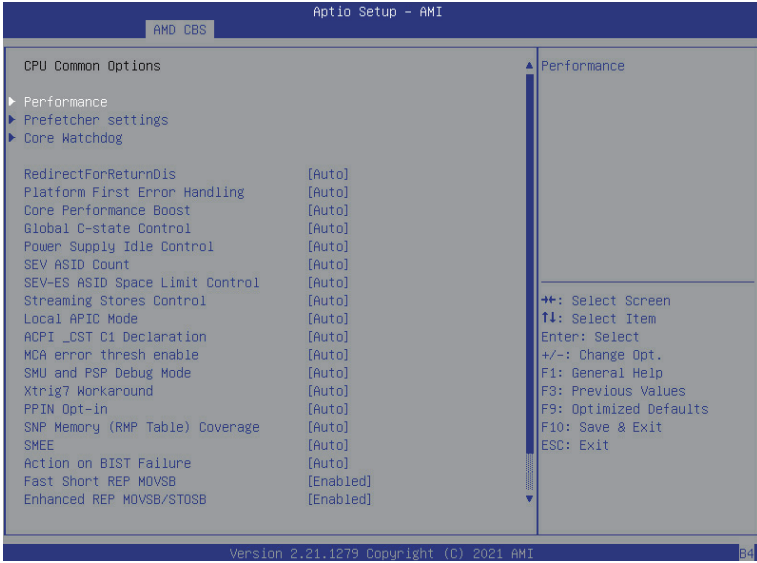 Aptio Setup – AMI
AMD CBS
CPU Common Options
Performance
Prefetcher settings
Core Watchdog
RedirectForReturnDis [Auto]
Platform First Error Handling [Auto]
Core Performance Boost [Auto]
Global C-state Control [Auto]
Power Supply Idle Control [Auto]
SEV ASID Count [Auto]
SEV-ES ASID Space Limit Control [Auto]
Streaming Stores Control [Auto]
Local APIC Mode [Auto]
ACPI _CST C1 Declaration [Auto]
MCA error thresh enable [Auto]
SMU and PSP Debug Mode [Auto]
Xtrig7 Workaround [Auto]
PPIN Opt-in [Auto]
SNP Memory (RMP Table) Coverage [Auto]
SMEE [Auto]
Action on BIST Failure [Auto]
Fast Short REP MOVSB [Enabled]
Enhanced REP MOVSB/STOSB [Enabled]
Performance
→←: Select Screen
↑↓: Select Item
Enter: Select
+/-: Change Opt.
F1: General Help
F3: Previous Values
F9: Optimized Defaults
F10: Save & Exit
ESC: Exit
Version 2.21.1279 Copyright (C) 2021 AMI
B4